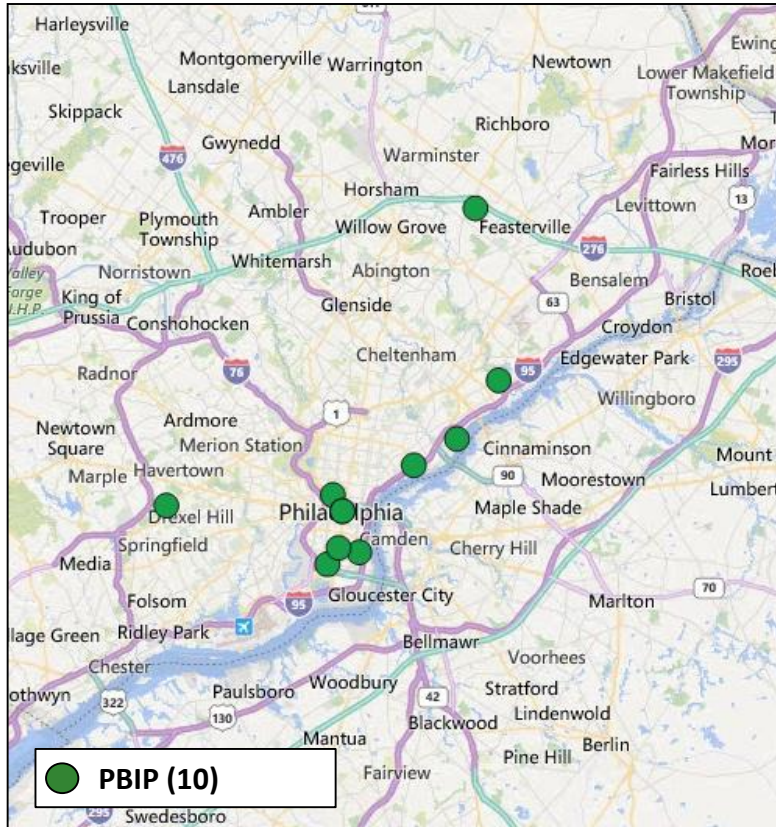 Harleysville
Montgomeryville
Warrington
Newtown
Ewing
Lansdale
Lower Makefield
Township
Skippack
Richboro
Gwynedd
Warminster
476
Fairless Hills
Horsham
13
Trooper
Plymouth
Township
Ambler
Willow Grove
Feasterville
Levittown
Audubon
Norristown
Whitemarsh
Abington
276
Bensalem
Valley
Forge
N.H.P.
King of
Prussia
Glenside
63
Bristol
Conshohocken
Croydon
Radnor
76
Cheltenham
95
Edgewater Park
295
Willingboro
1
Newtown
Square
Ardmore
Merion Station
Cinnaminson
Mount
Marple
Havertown
90
Moorestown
Lumbert
Drexel Hill
Philadelphia
Maple Shade
Springfield
Camden
Cherry Hill
Media
70
Folsom
95
Gloucester City
Marlton
llage Green
Ridley Park
Bellmawr
Voorhees
Chester
othwyn
322
Paulsboro
Woodbury
42
Stratford
130
Blackwood
Lindenwold
Mantua
Berlin
Pine Hill
PBIP (10)
Fairview
295
Swedesboro